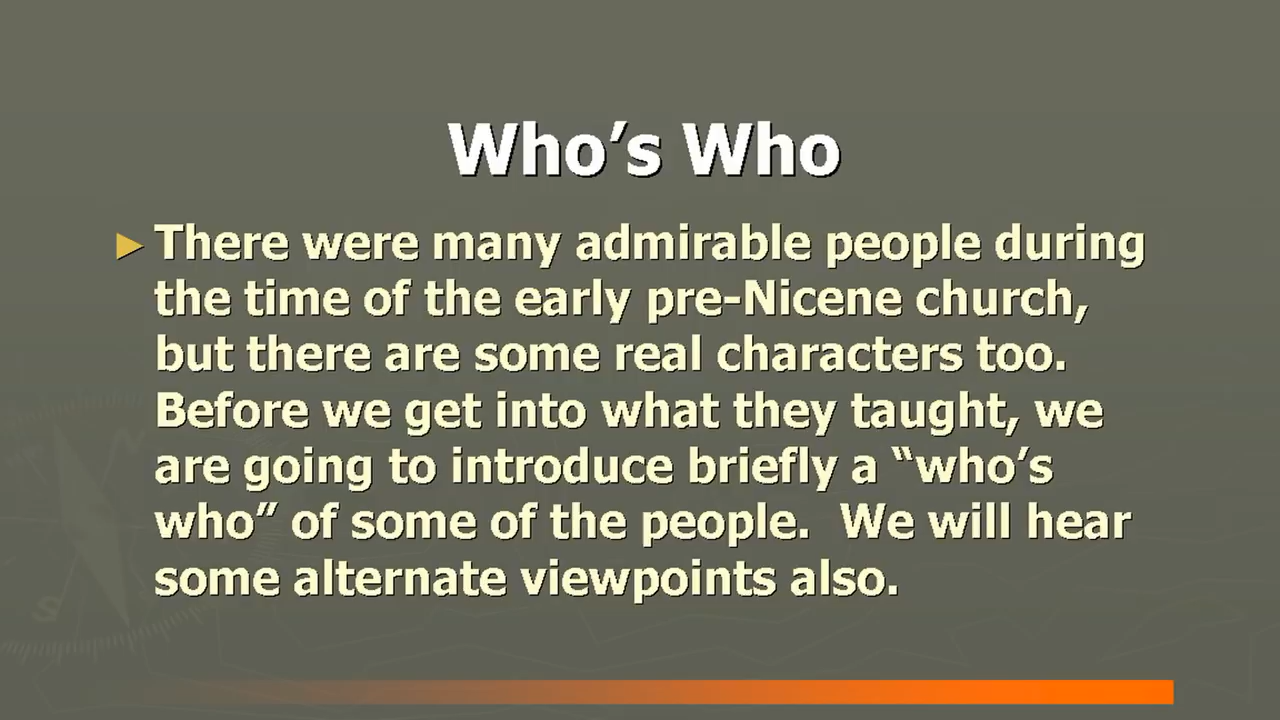 Who’s Who
► There were many admirable people during
the time of the early pre-Nicene church,
but there are some real characters too.
Before we get into what they taught, we
are going to introduce briefly a “who’s
who” of some of the people.  We will hear
some alternate viewpoints also.
S